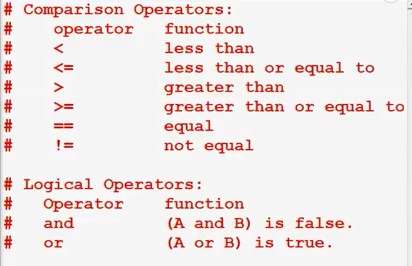 # Comparison Operators:
# operator function
# < less than
# <= less than or equal to
# > greater than
# >= greater than or equal to
# == equal
# != not equal
# Logical Operators:
# Operator function
# and (A and B) is false.
# or (A or B) is true.